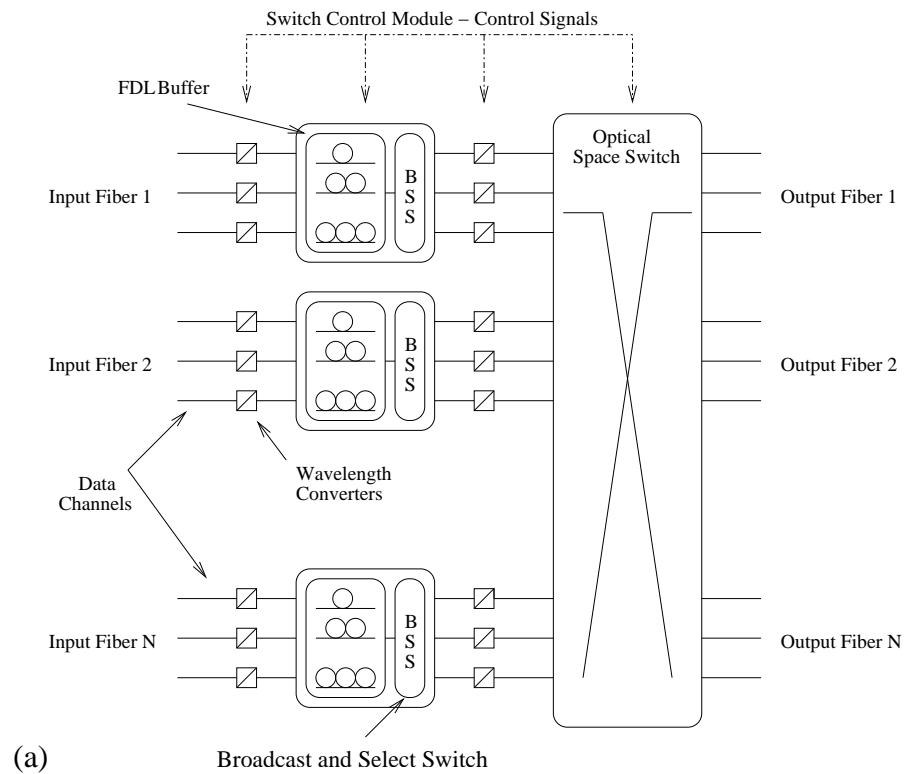 Switch Control Module – Control Signals
FDL Buffer
Optical
Space Switch
Input Fiber 1
B
S
S
Output Fiber 1
Input Fiber 2
B
S
S
Output Fiber 2
Wavelength
Converters
Data
Channels
Input Fiber N
B
S
S
Output Fiber N
(a)
Broadcast and Select Switch